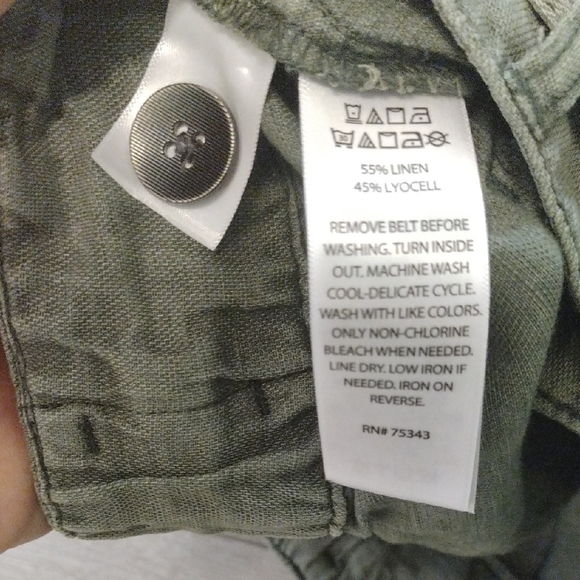 55% LINEN
45% LYOCELL
REMOVE BELT BEFORE
WASHING. TURN INSIDE
OUT. MACHINE WASH
COOL-DELICATE CYCLE.
WASH WITH LIKE COLORS.
ONLY NON-CHLORINE
BLEACH WHEN NEEDED.
LINE DRY. LOW IRON IF
NEEDED. IRON ON
REVERSE.
RN# 75343